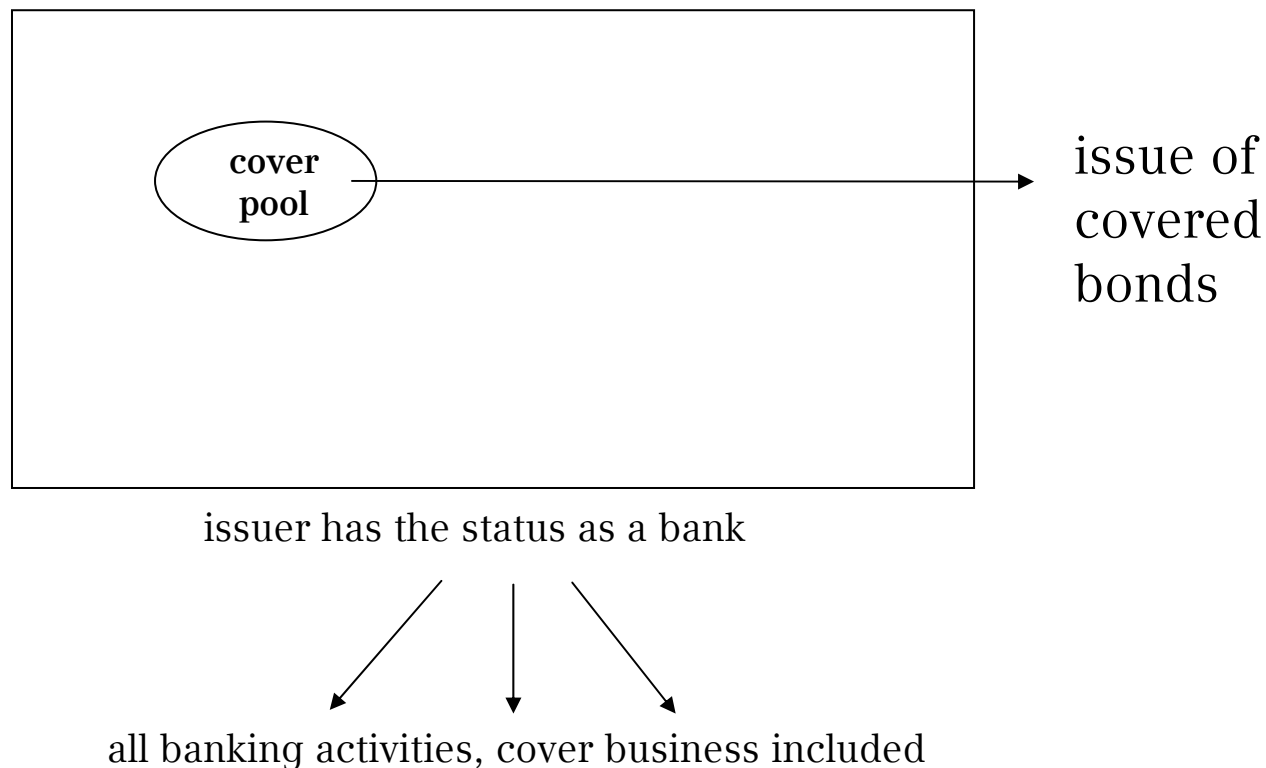 cover
pool
issue of
covered
bonds
issuer has the status as a bank
all banking activities, cover business included